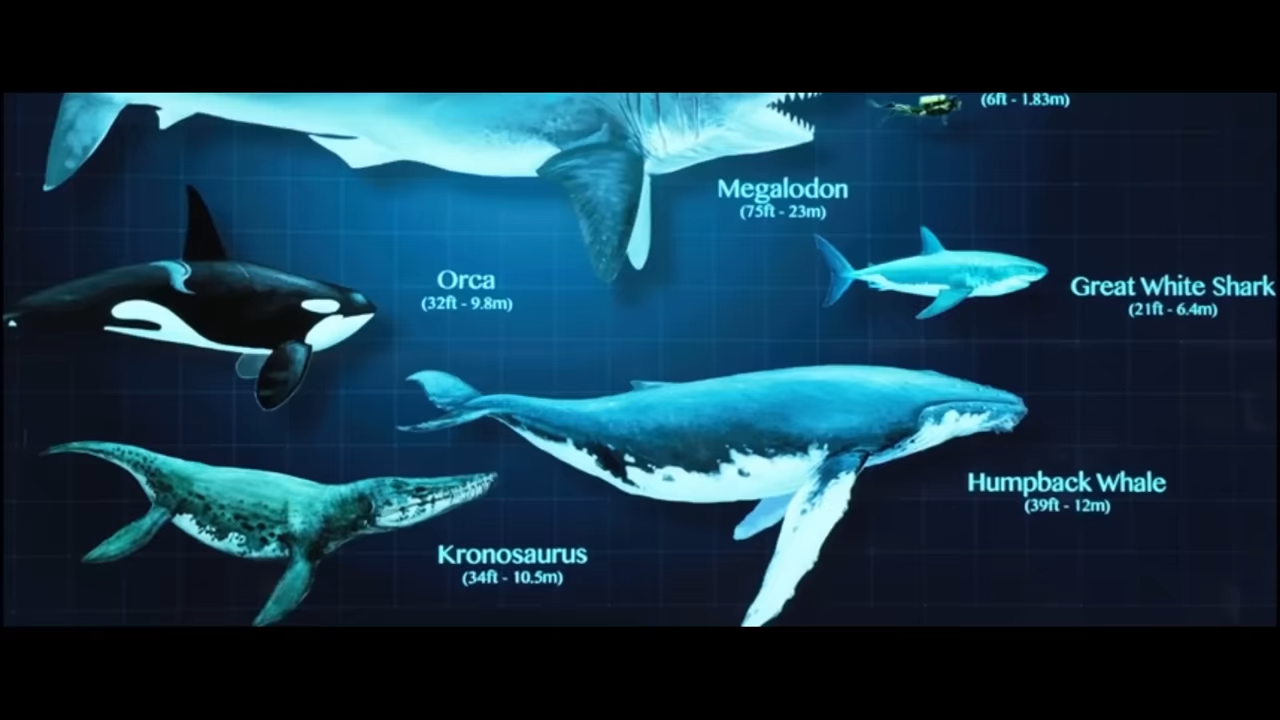 (6ft - 1.83m)
Megalodon
(75ft - 23m)
Orca
(32ft - 9.8m)
Great White Shark
(21ft - 6.4m)
Humpback Whale
(39ft - 12m)
Kronosaurus
(34ft - 10.5m)